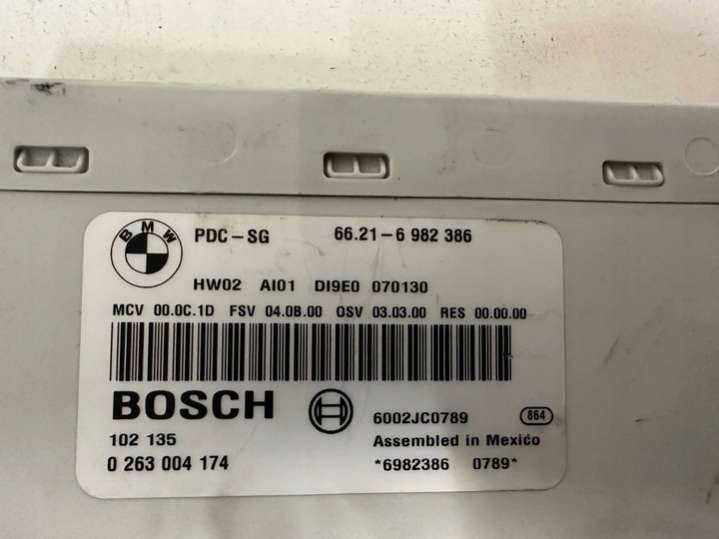 BMW
PDC-SG 66.21-6 982 386
HW02 AI01 DI9E0 070130
MCV 00.0C.1D FSV 04.0B.00 OSV 03.03.00 RES 00.00.00
BOSCH
6002JC0789 864
102 135 Assembled in Mexico
0 263 004 174 *6982386 0789*